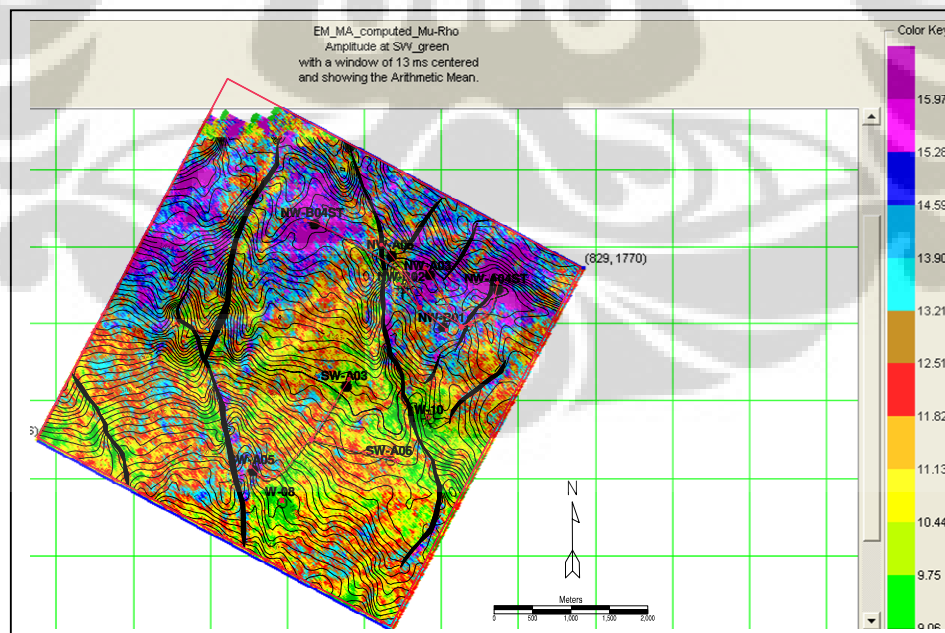 EM_MA_computed_Mu-Rho
Amplitude at SW_green
with a window of 13 ms centered
and showing the Arithmetic Mean.
Color Key
15.97
15.28
14.59
13.90
13.21
12.51
11.82
11.13
10.44
9.75
9.06
NW-B04ST
(829, 1770)
NW-A04ST
NW-B01
SW-A03
W-10
SW-A06
W-A05
W-08
N
Meters
0 500 1,000 1,500 2,000